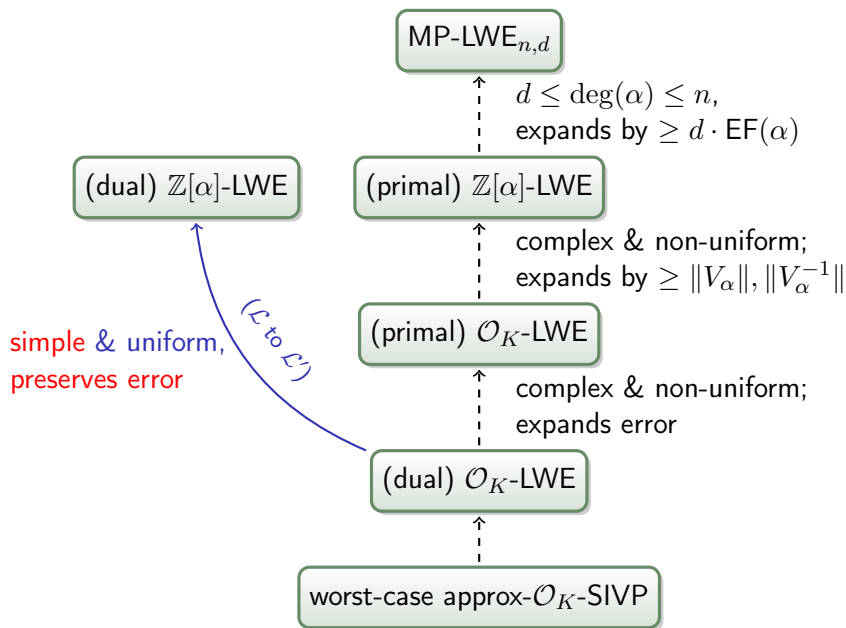 MP-LWE_{n,d}
d ≤ deg(α) ≤ n,
expands by ≥ d · EF(α)
(dual) ℤ[α]-LWE
(primal) ℤ[α]-LWE
complex & non-uniform;
expands by ≥ ‖V_α‖, ‖V_α^{-1}‖
(ℒ to ℒ′)
(primal) 𝒪_K-LWE
simple & uniform,
preserves error
complex & non-uniform;
expands error
(dual) 𝒪_K-LWE
worst-case approx-𝒪_K-SIVP